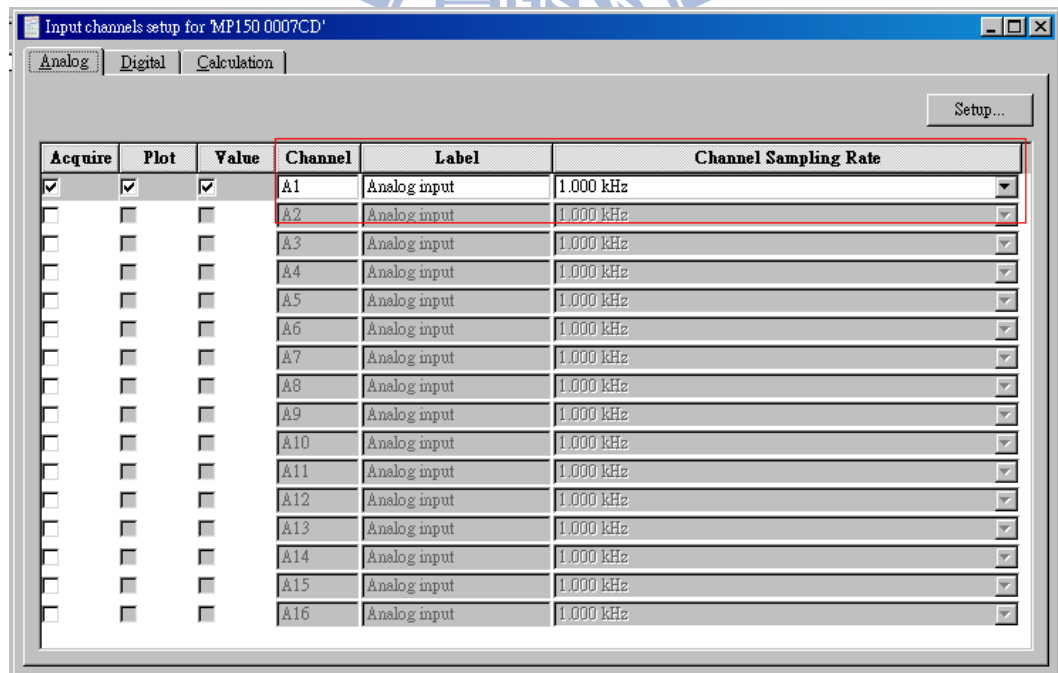 Input channels setup for 'MP150 0007CD'
Analog Digital Calculation
Setup...
Acquire Plot Value Channel Label Channel Sampling Rate
A1 Analog input 1.000 kHz
A2 Analog input 1.000 kHz
A3 Analog input 1.000 kHz
A4 Analog input 1.000 kHz
A5 Analog input 1.000 kHz
A6 Analog input 1.000 kHz
A7 Analog input 1.000 kHz
A8 Analog input 1.000 kHz
A9 Analog input 1.000 kHz
A10 Analog input 1.000 kHz
A11 Analog input 1.000 kHz
A12 Analog input 1.000 kHz
A13 Analog input 1.000 kHz
A14 Analog input 1.000 kHz
A15 Analog input 1.000 kHz
A16 Analog input 1.000 kHz